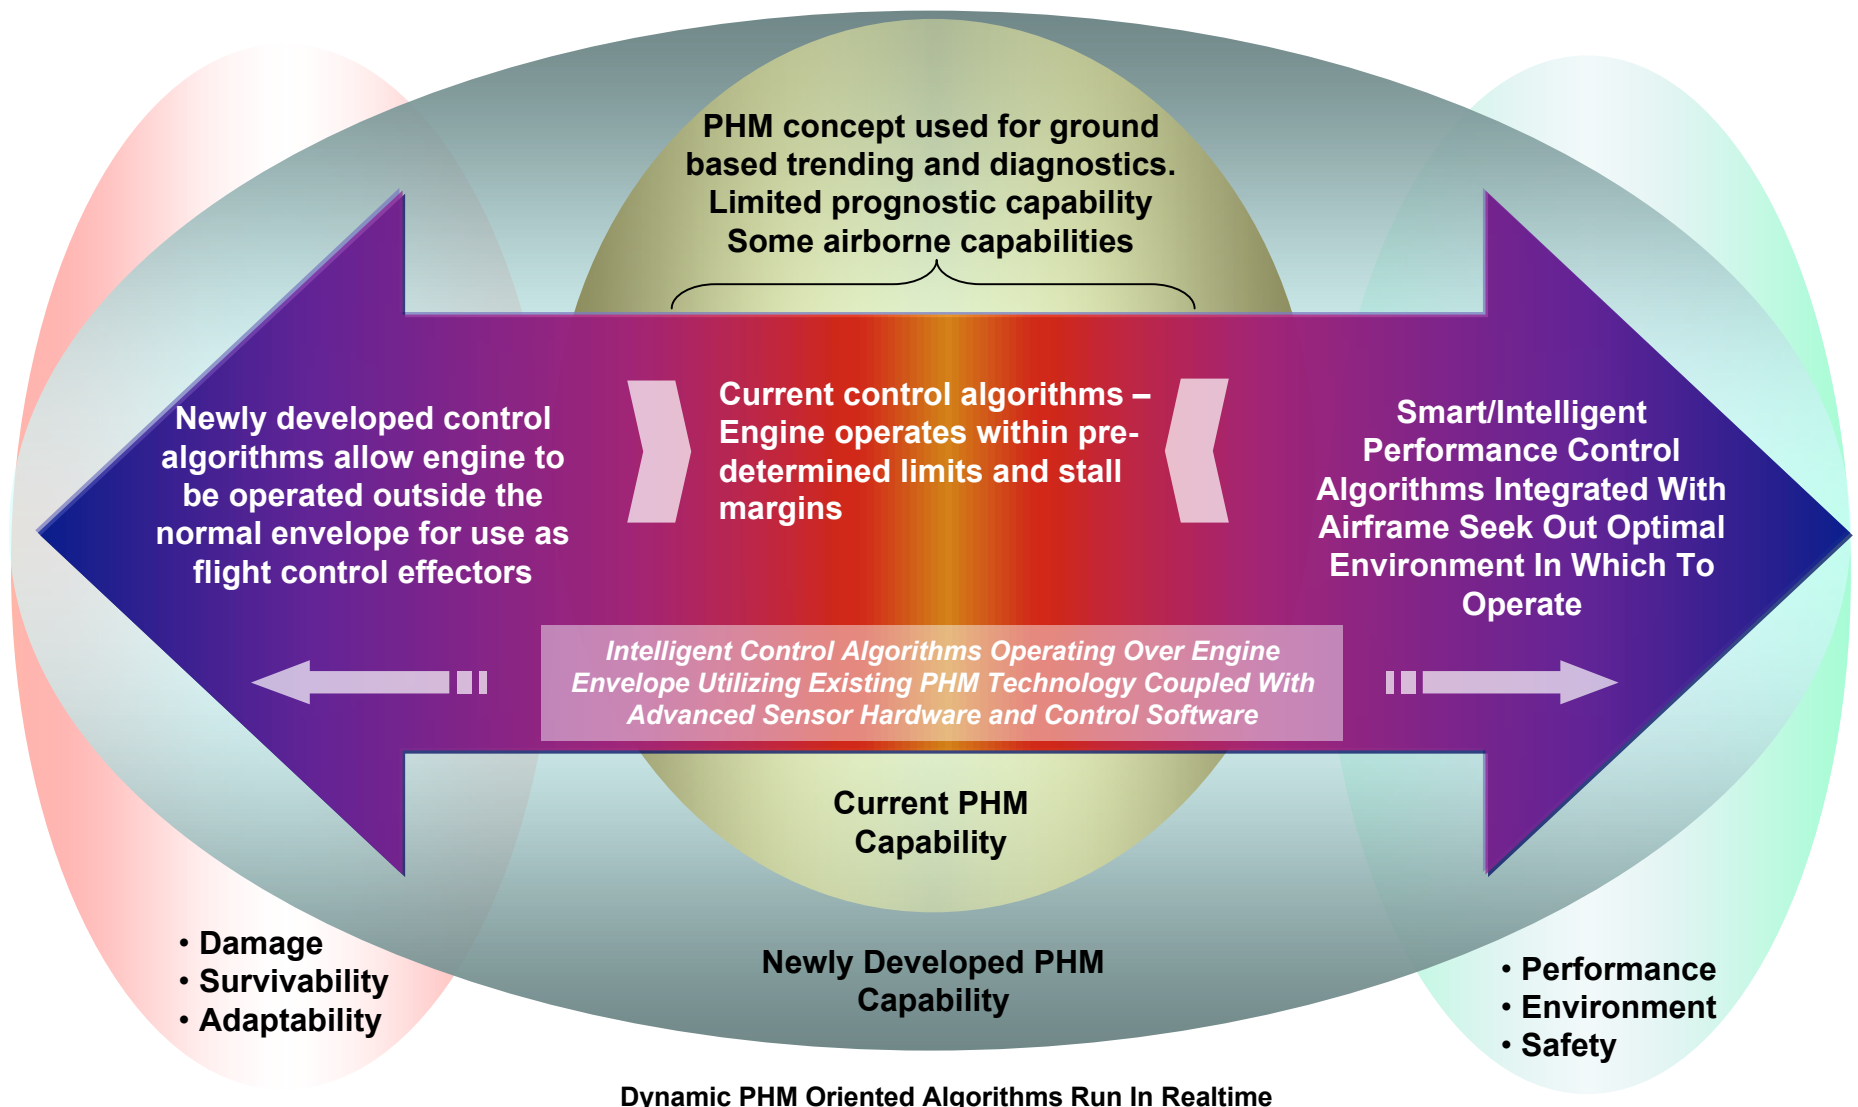 PHM concept used for ground
based trending and diagnostics.
Limited prognostic capability
Some airborne capabilities
Newly developed control
algorithms allow engine to
be operated outside the
normal envelope for use as
flight control effectors
Current control algorithms –
Engine operates within pre-
determined limits and stall
margins
Smart/Intelligent
Performance Control
Algorithms Integrated With
Airframe Seek Out Optimal
Environment In Which To
Operate
Intelligent Control Algorithms Operating Over Engine
Envelope Utilizing Existing PHM Technology Coupled With
Advanced Sensor Hardware and Control Software
Current PHM
Capability
Newly Developed PHM
Capability
• Damage
• Survivability
• Adaptability
• Performance
• Environment
• Safety
Dynamic PHM Oriented Algorithms Run In Realtime